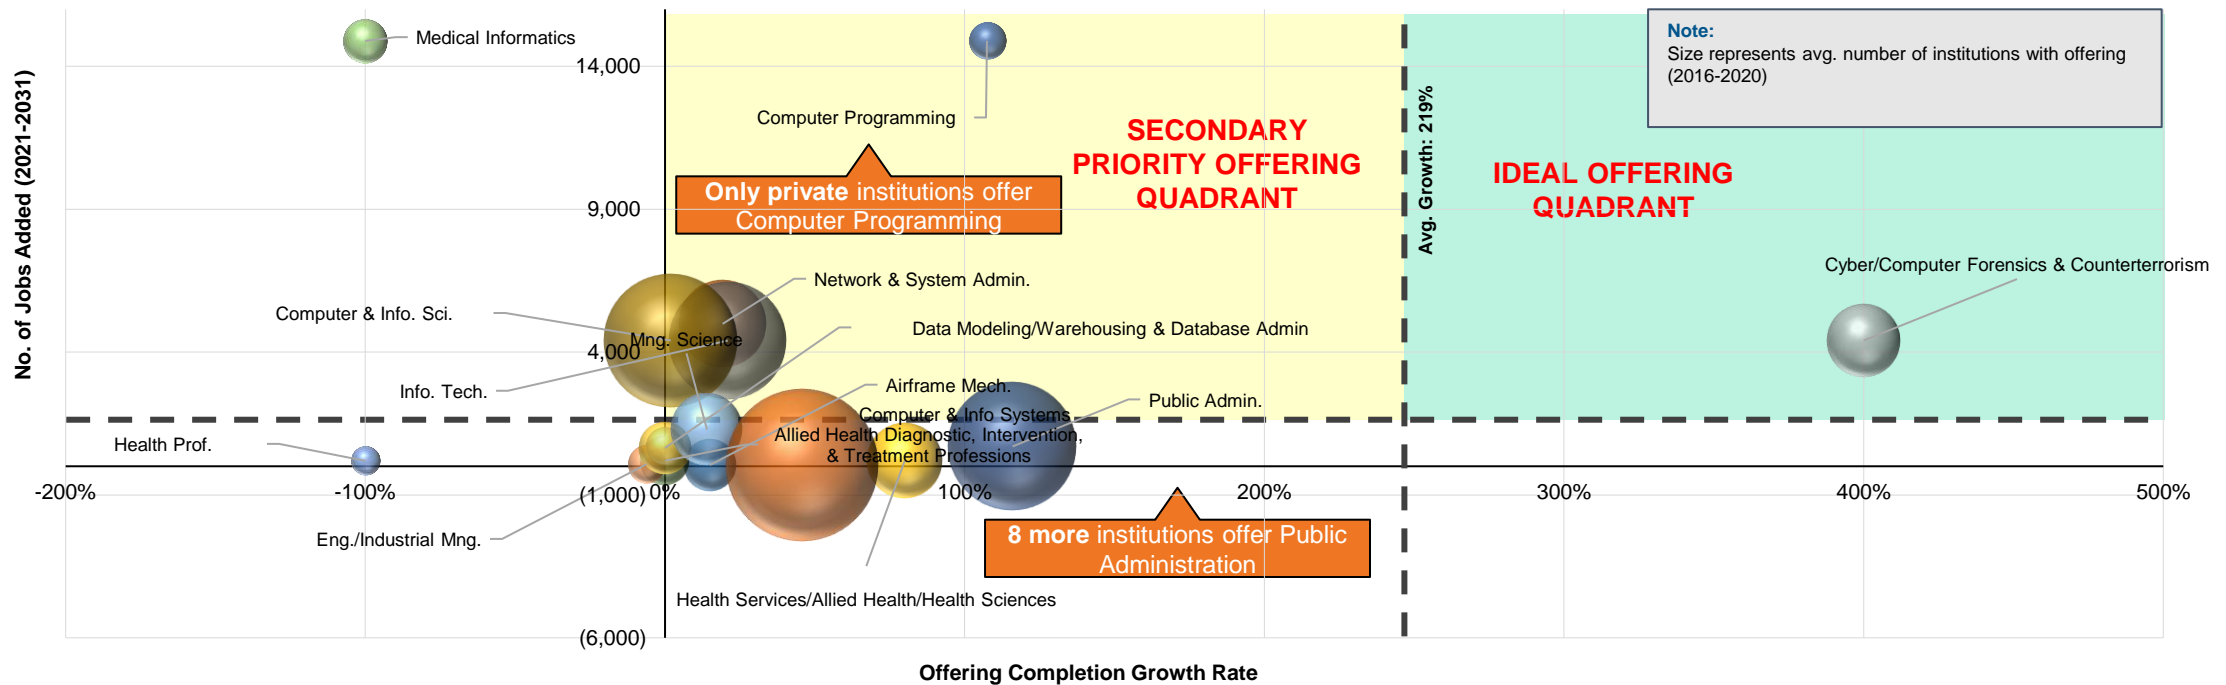 Medical Informatics
14,000
Note:
Size represents avg. number of institutions with offering
(2016-2020)
Computer Programming
SECONDARY
PRIORITY OFFERING
QUADRANT
IDEAL OFFERING
QUADRANT
Avg. Growth: 219%
No. of Jobs Added (2021-2031)
Only private institutions offer
Computer Programming
9,000
Cyber/Computer Forensics & Counterterrorism
Network & System Admin.
Computer & Info. Sci.
Data Modeling/Warehousing & Database Admin
Mng. Science
4,000
Info. Tech.
Airframe Mech.
Public Admin.
Computer & Info Systems
Health Prof.
Allied Health Diagnostic, Intervention,
& Treatment Professions
-200%
-100%
0%
100%
200%
300%
400%
500%
(1,000)
Eng./Industrial Mng.
8 more institutions offer Public
Administration
Health Services/Allied Health/Health Sciences
(6,000)
Offering Completion Growth Rate